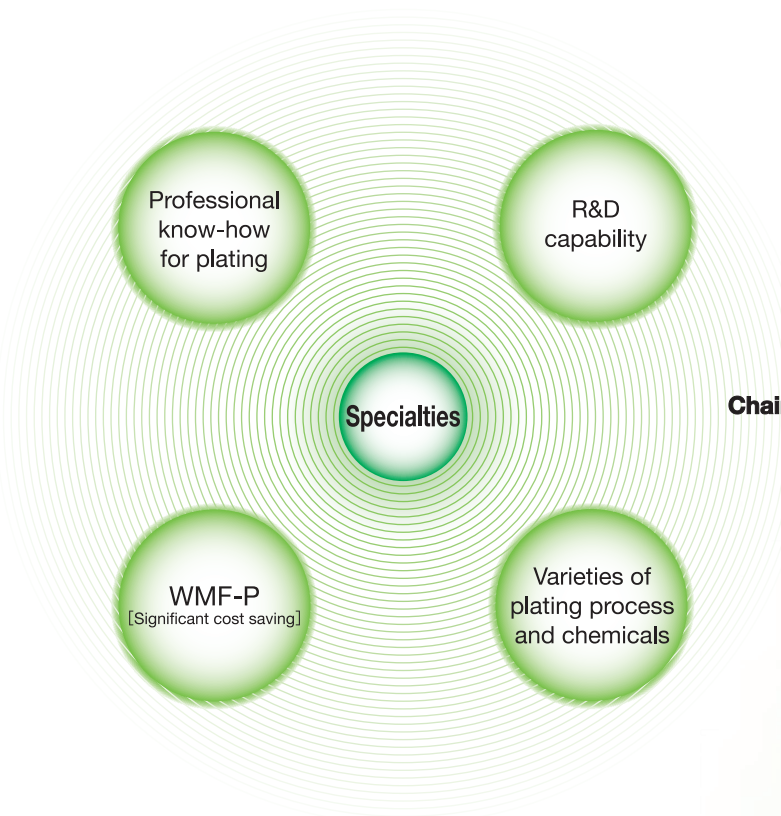 Professional
know-how
for plating
R&D
capability
Specialties
Chai
WMF-P
[Significant cost saving]
Varieties of
plating process
and chemicals